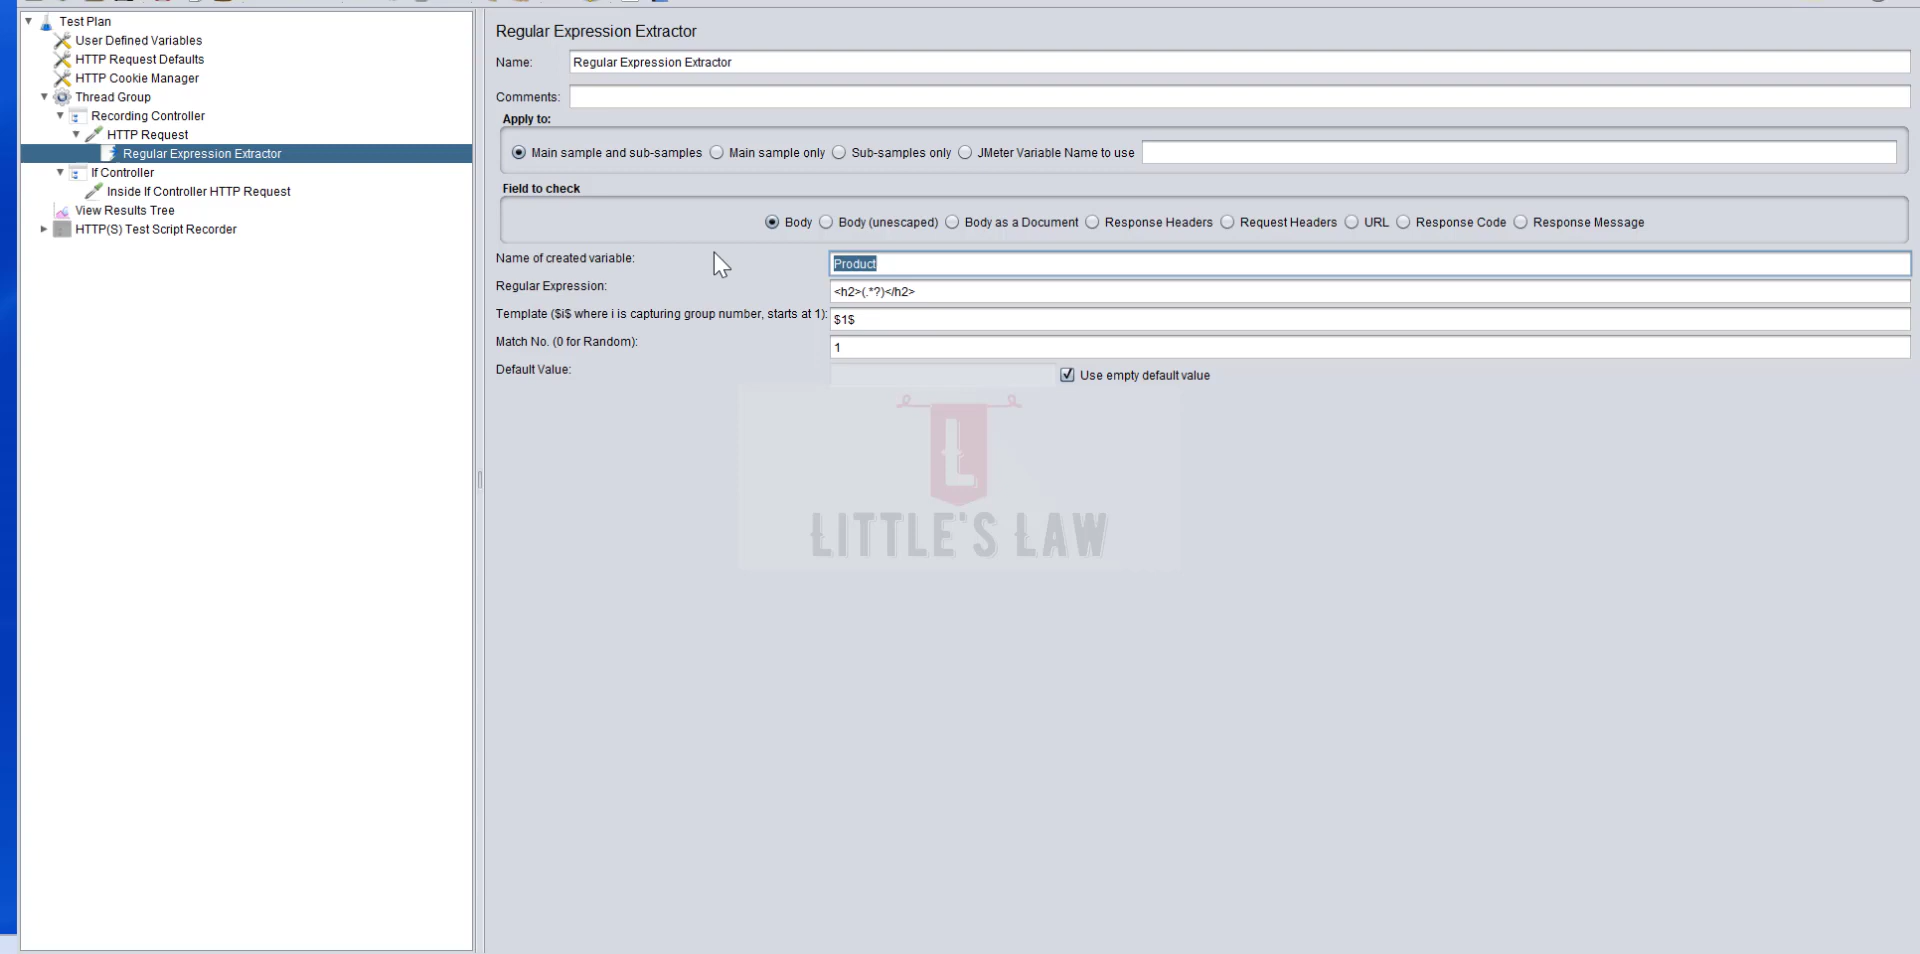 Test Plan
User Defined Variables
HTTP Request Defaults
HTTP Cookie Manager
Thread Group
Recording Controller
HTTP Request
Regular Expression Extractor
If Controller
Inside If Controller HTTP Request
View Results Tree
HTTP(S) Test Script Recorder
Regular Expression Extractor
Name: Regular Expression Extractor
Comments:
Apply to:
Main sample and sub-samples Main sample only Sub-samples only JMeter Variable Name to use
Field to check
Body Body (unescaped) Body as a Document Response Headers Request Headers URL Response Code Response Message
Name of created variable: Product
Regular Expression: <h2>(.*?)</h2>
Template ($i$ where i is capturing group number, starts at 1): $1$
Match No. (0 for Random): 1
Default Value: Use empty default value
L
LITTLE'S LAW